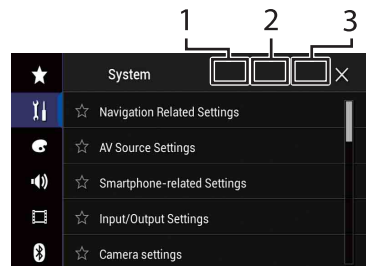 1 2 3
System
Navigation Related Settings
AV Source Settings
Smartphone-related Settings
Input/Output Settings
Camera settings